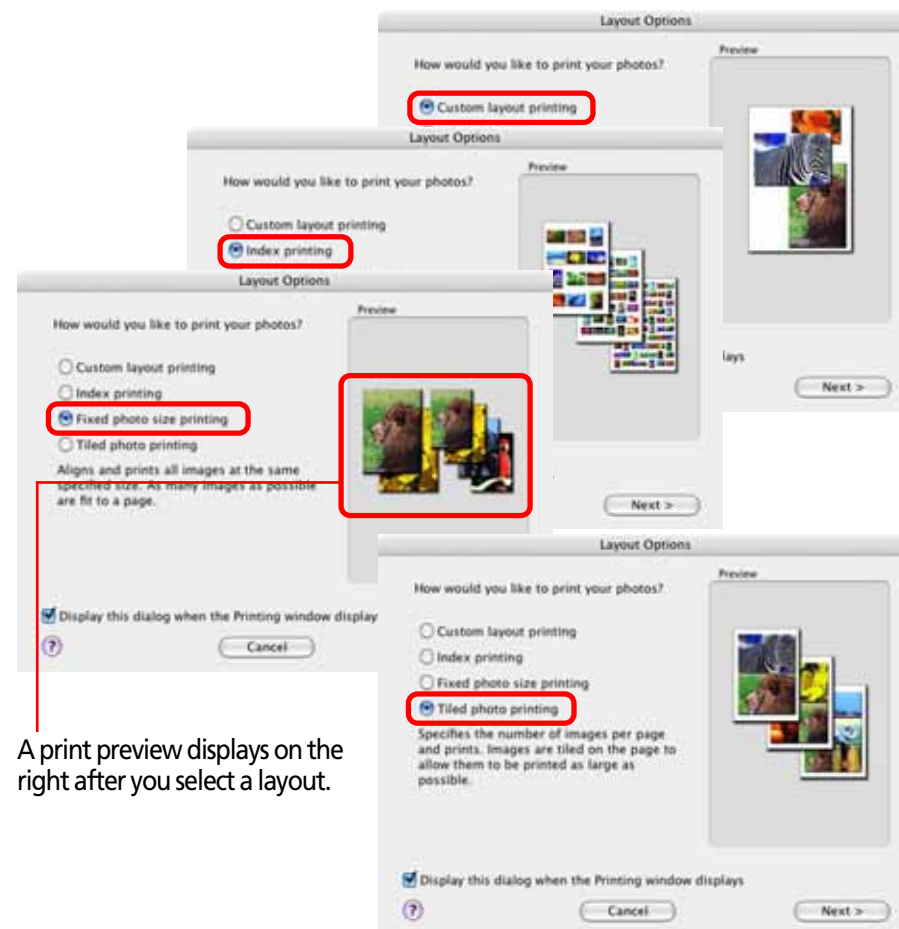 Layout Options
How would you like to print your photos?
Preview
Custom layout printing
lays
Next >
Layout Options
How would you like to print your photos?
Preview
Custom layout printing
Index printing
Next >
Layout Options
How would you like to print your photos?
Preview
Custom layout printing
Index printing
Fixed photo size printing
Tiled photo printing
Aligns and prints all images at the same
specified size. As many images as possible
are fit to a page.
Display this dialog when the Printing window display
?
Cancel
A print preview displays on the
right after you select a layout.
Layout Options
How would you like to print your photos?
Preview
Custom layout printing
Index printing
Fixed photo size printing
Tiled photo printing
Specifies the number of images per page
and prints. Images are tiled on the page to
allow them to be printed as large as
possible.
Display this dialog when the Printing window displays
?
Cancel
Next >